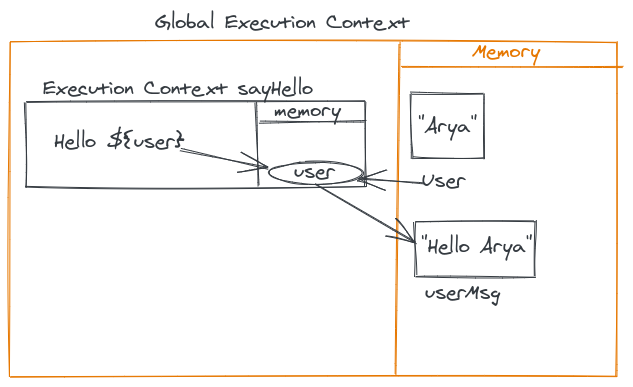 Global Execution Context
Memory
Execution Context sayHello
memory
"Arya"
Hello ${user}
user
User
"Hello Arya"
userMsg